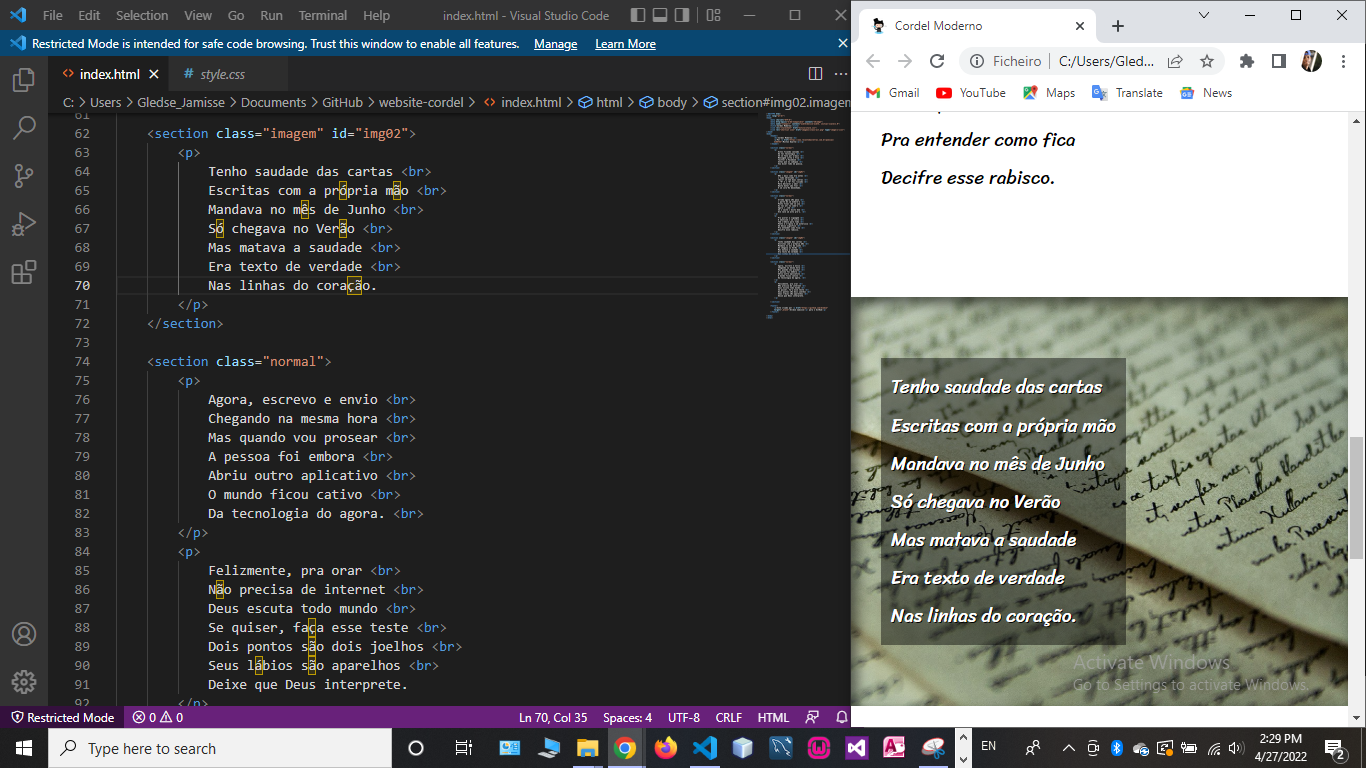 File Edit Selection View Go Run Terminal Help index.html - Visual Studio Code
Restricted Mode is intended for safe code browsing. Trust this window to enable all features. Manage Learn More
index.html style.css
C: > Users > Gledse_Jamisse > Documents > GitHub > website-cordel > index.html > html > body > section#img02.imagem
61
62 <section class="imagem" id="img02">
63 <p>
64 Tenho saudade das cartas <br>
65 Escritas com a própria mão <br>
66 Mandava no mês de Junho <br>
67 Só chegava no Verão <br>
68 Mas matava a saudade <br>
69 Era texto de verdade <br>
70 Nas linhas do coração.
71 </p>
72 </section>
73
74 <section class="normal">
75 <p>
76 Agora, escrevo e envio <br>
77 Chegando na mesma hora <br>
78 Mas quando vou prosear <br>
79 A pessoa foi embora <br>
80 Abriu outro aplicativo <br>
81 O mundo ficou cativo <br>
82 Da tecnologia do agora. <br>
83 </p>
84 <p>
85 Felizmente, pra orar <br>
86 Não precisa de internet <br>
87 Deus escuta todo mundo <br>
88 Se quiser, faça esse teste <br>
89 Dois pontos são dois joelhos <br>
90 Seus lábios são aparelhos <br>
91 Deixe que Deus interprete.
92 </p>
Restricted Mode 0 0 Ln 70, Col 35 Spaces: 4 UTF-8 CRLF HTML
Cordel Moderno
Ficheiro C:/Users/Gled...
Gmail YouTube Maps Translate News
Pra entender como fica
Decifre esse rabisco.
Tenho saudade das cartas
Escritas com a própria mão
Mandava no mês de Junho
Só chegava no Verão
Mas matava a saudade
Era texto de verdade
Nas linhas do coração.
Activate Windows
Go to Settings to activate Windows.
Type here to search
EN
2:29 PM
4/27/2022
2